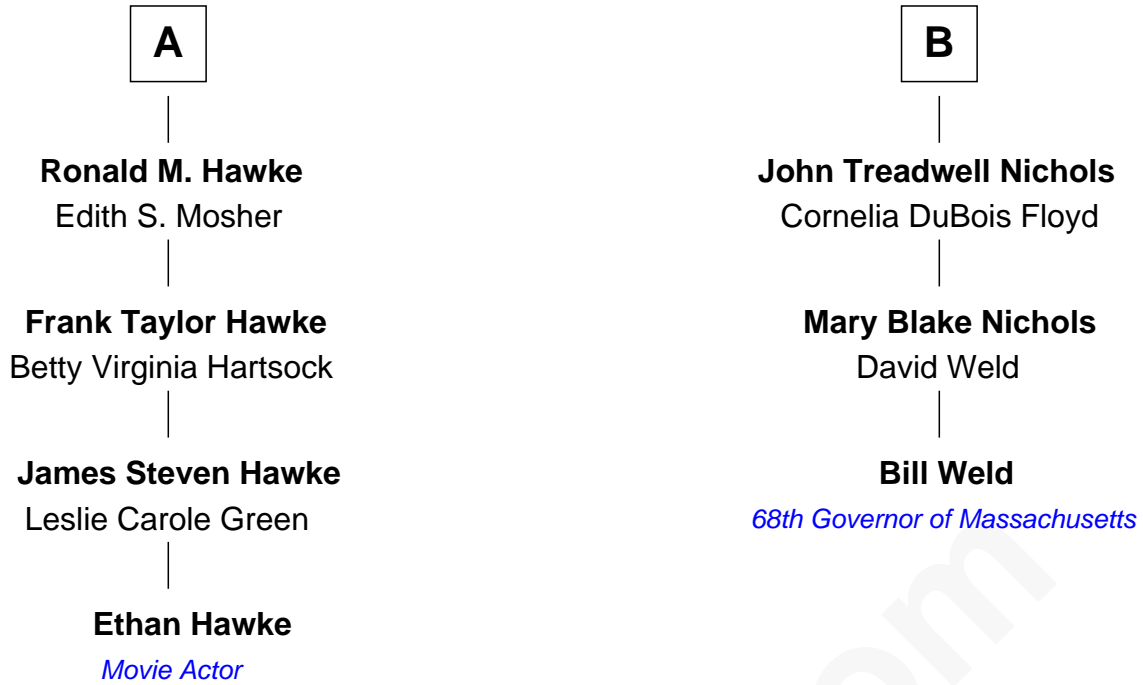 A
Ronald M. Hawke
Edith S. Mosher
Frank Taylor Hawke
Betty Virginia Hartsock
James Steven Hawke
Leslie Carole Green
Ethan Hawke
Movie Actor
B
John Treadwell Nichols
Cornelia DuBois Floyd
Mary Blake Nichols
David Weld
Bill Weld
68th Governor of Massachusetts
om